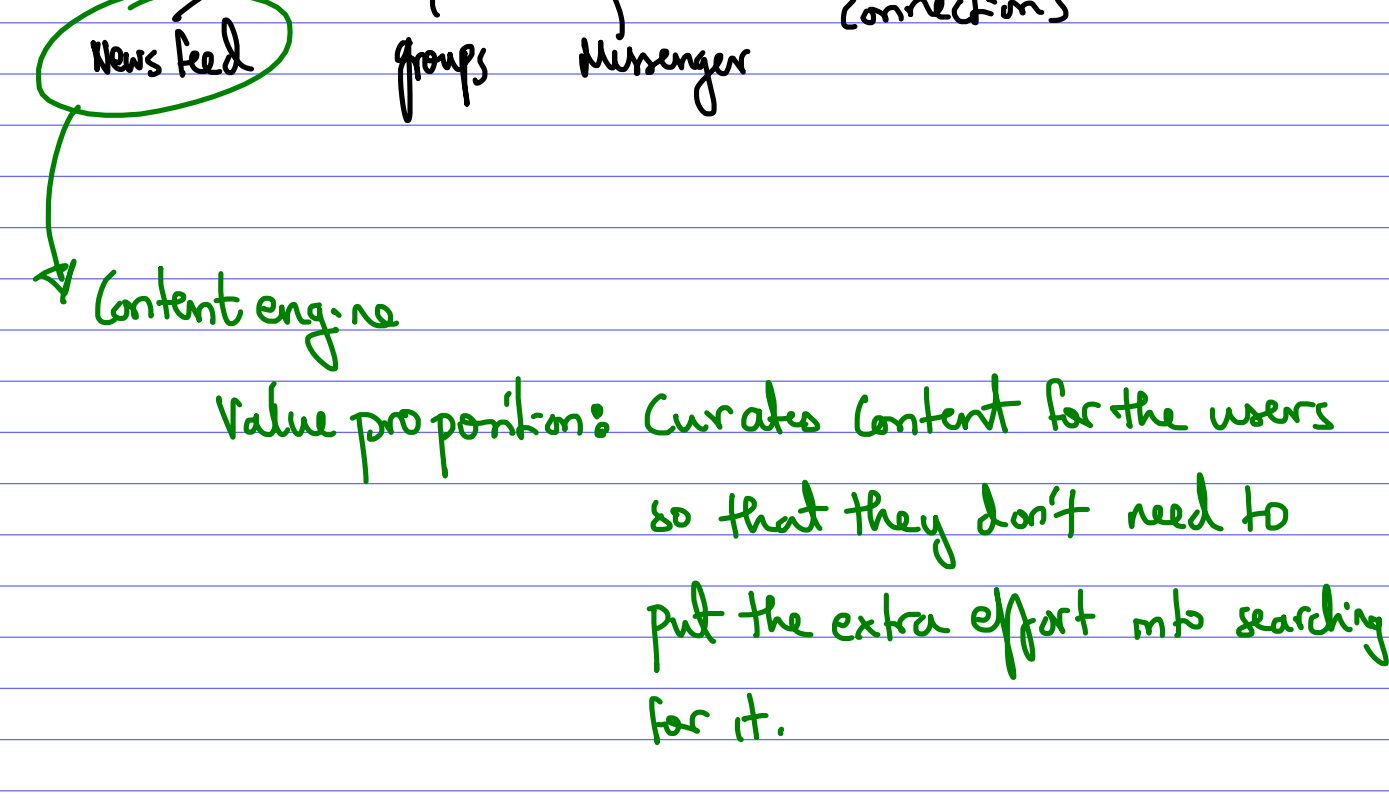 Connections
News feed groups Messenger
Content engine
Value proposition: Curates Content for the users
so that they don't need to
put the extra effort into searching
for it.